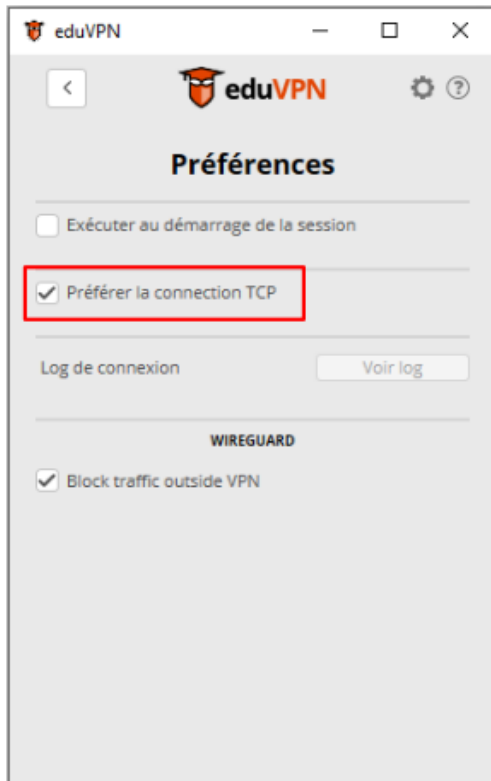 eduVPN
eduVPN
Préférences
Exécuter au démarrage de la session
Préférer la connection TCP
Log de connexion Voir log
WIREGUARD
Block traffic outside VPN